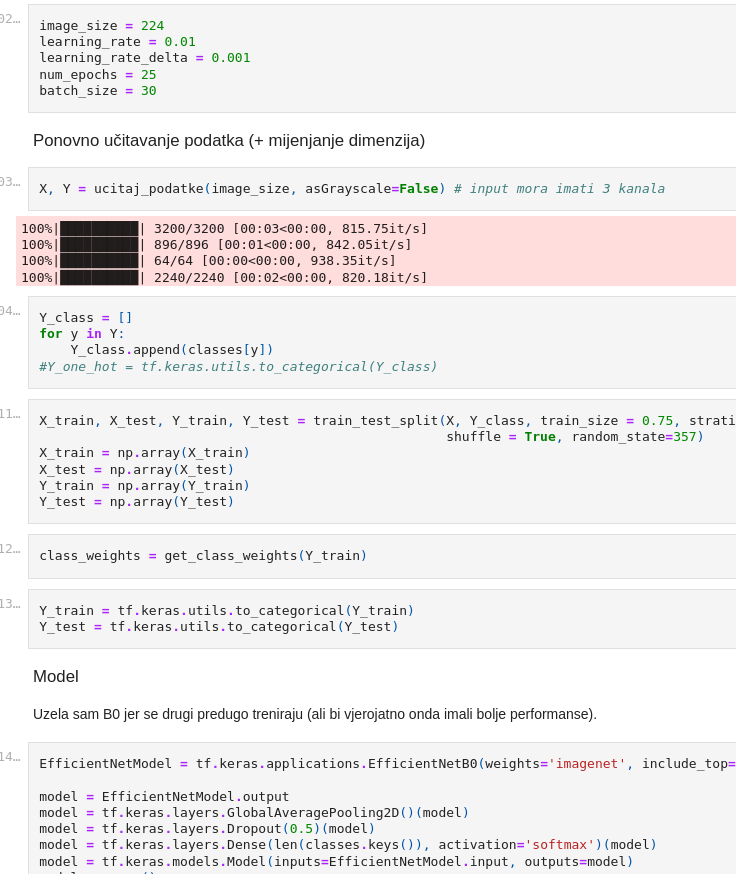 02…
image_size = 224
learning_rate = 0.01
learning_rate_delta = 0.001
num_epochs = 25
batch_size = 30
Ponovno učitavanje podatka (+ mijenjanje dimenzija)
03…
X, Y = ucitaj_podatke(image_size, asGrayscale=False) # input mora imati 3 kanala
100%|██████████| 3200/3200 [00:03<00:00, 815.75it/s]
100%|██████████| 896/896 [00:01<00:00, 842.05it/s]
100%|██████████| 64/64 [00:00<00:00, 938.35it/s]
100%|██████████| 2240/2240 [00:02<00:00, 820.18it/s]
04…
Y_class = []
for y in Y:
    Y_class.append(classes[y])
#Y_one_hot = tf.keras.utils.to_categorical(Y_class)
11…
X_train, X_test, Y_train, Y_test = train_test_split(X, Y_class, train_size = 0.75, strati
shuffle = True, random_state=357)
X_train = np.array(X_train)
X_test = np.array(X_test)
Y_train = np.array(Y_train)
Y_test = np.array(Y_test)
12…
class_weights = get_class_weights(Y_train)
13…
Y_train = tf.keras.utils.to_categorical(Y_train)
Y_test = tf.keras.utils.to_categorical(Y_test)
Model
Uzela sam B0 jer se drugi predugo treniraju (ali bi vjerojatno onda imali bolje performanse).
14…
EfficientNetModel = tf.keras.applications.EfficientNetB0(weights='imagenet', include_top=
model = EfficientNetModel.output
model = tf.keras.layers.GlobalAveragePooling2D()(model)
model = tf.keras.layers.Dropout(0.5)(model)
model = tf.keras.layers.Dense(len(classes.keys()), activation='softmax')(model)
model = tf.keras.models.Model(inputs=EfficientNetModel.input, outputs=model)